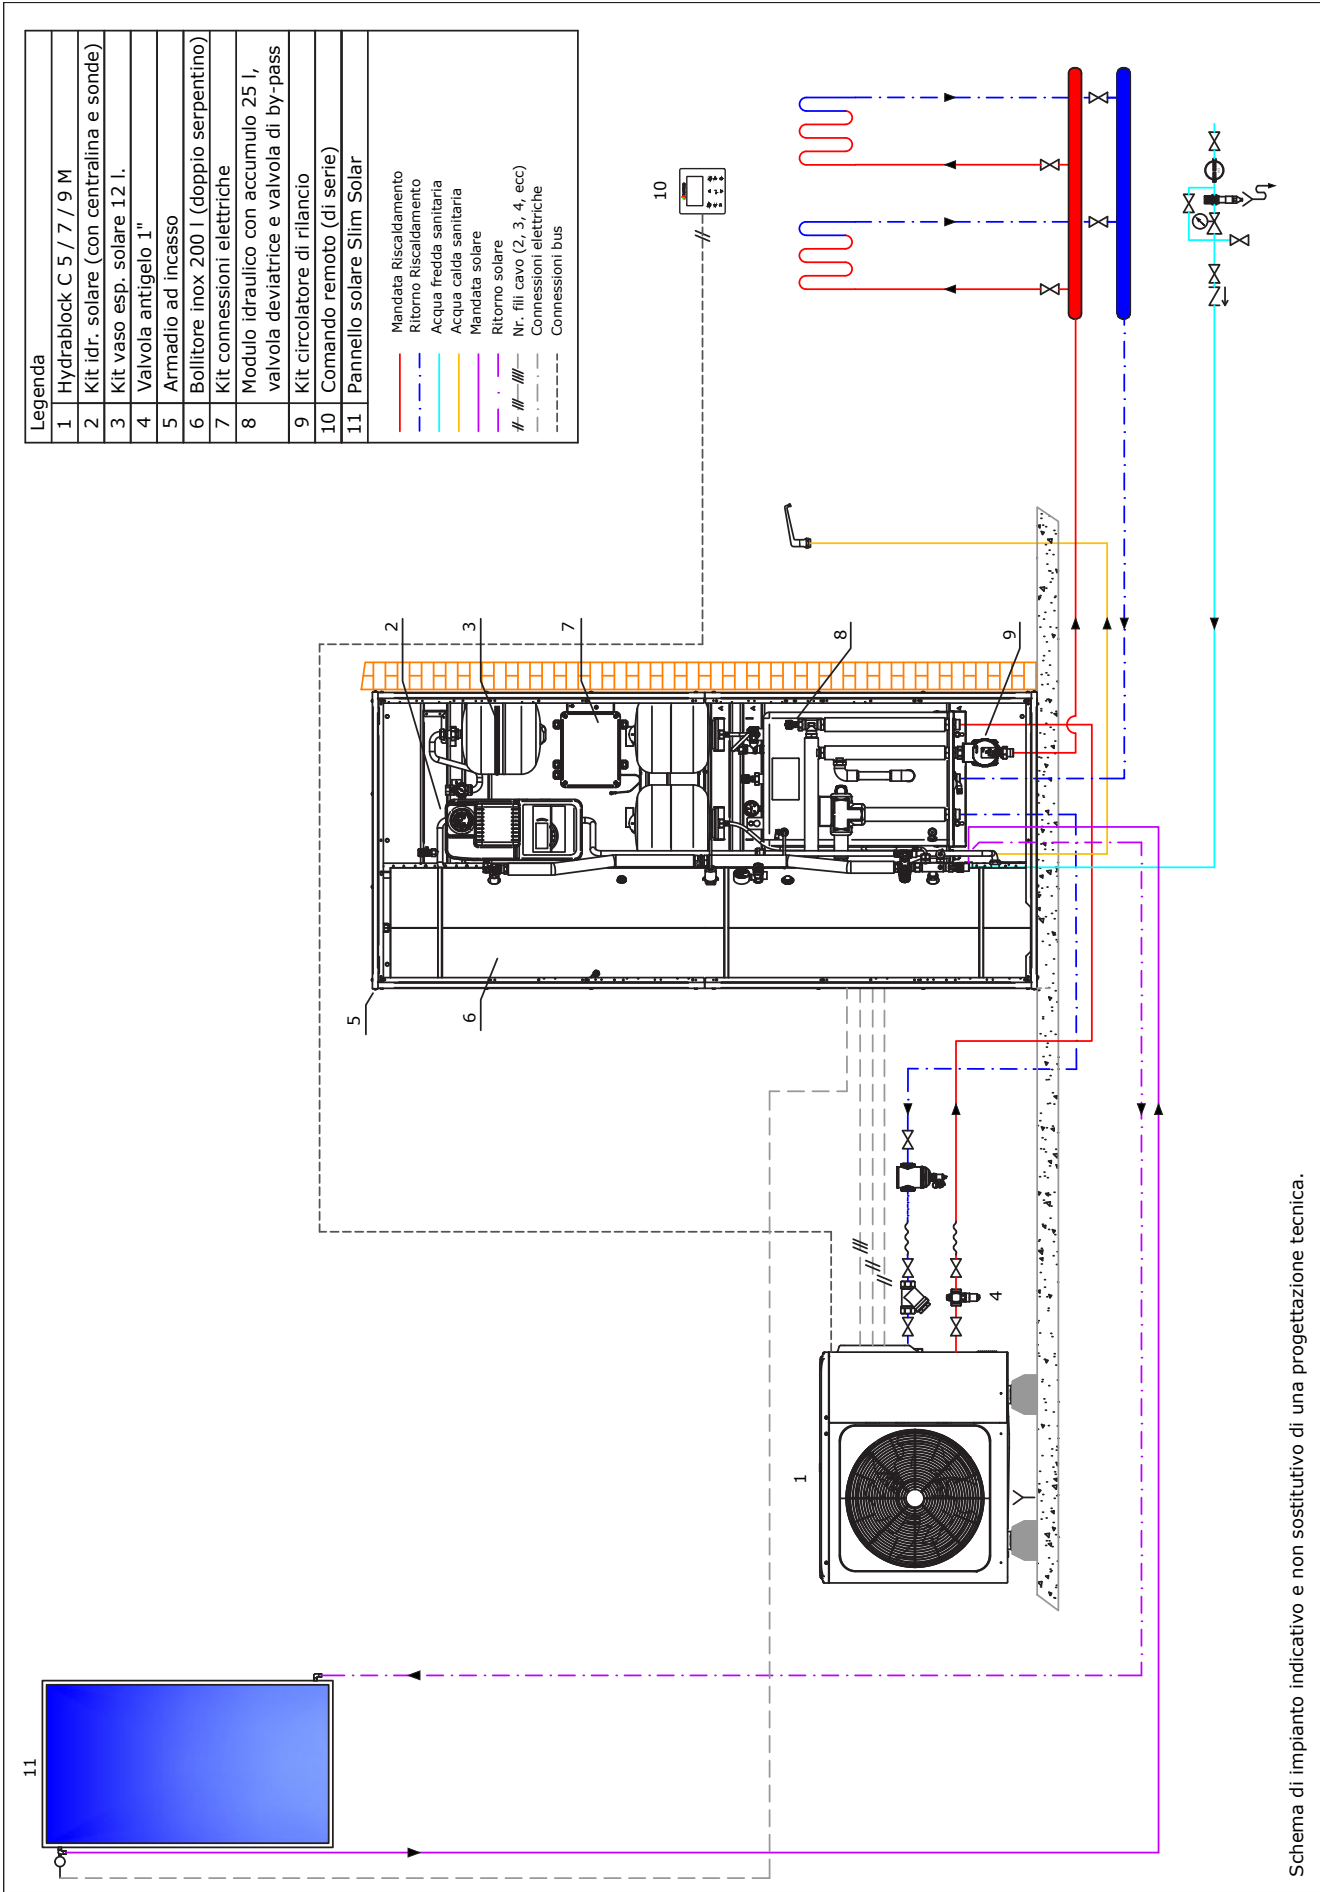 Legenda
1 Hydrablock C 5 / 7 / 9 M
2 Kit idr. solare (con centralina e sonde)
3 Kit vaso esp. solare 12 l.
4 Valvola antigelo 1"
5 Armadio ad incasso
6 Bollitore inox 200 l (doppio serpentino)
7 Kit connessioni elettriche
8 Modulo idraulico con accumulo 25 l,
valvola deviatrice e valvola di by-pass
9 Kit circolatore di rilancio
10 Comando remoto (di serie)
11 Pannello solare Slim Solar
Mandata Riscaldamento
Ritorno Riscaldamento
Acqua fredda sanitaria
Acqua calda sanitaria
Mandata solare
Ritorno solare
Nr. fili cavo (2, 3, 4, ecc)
Connessioni elettriche
Connessioni bus
11
1
4
5
6
2
3
7
8
9
10
Schema di impianto indicativo e non sostitutivo di una progettazione tecnica.